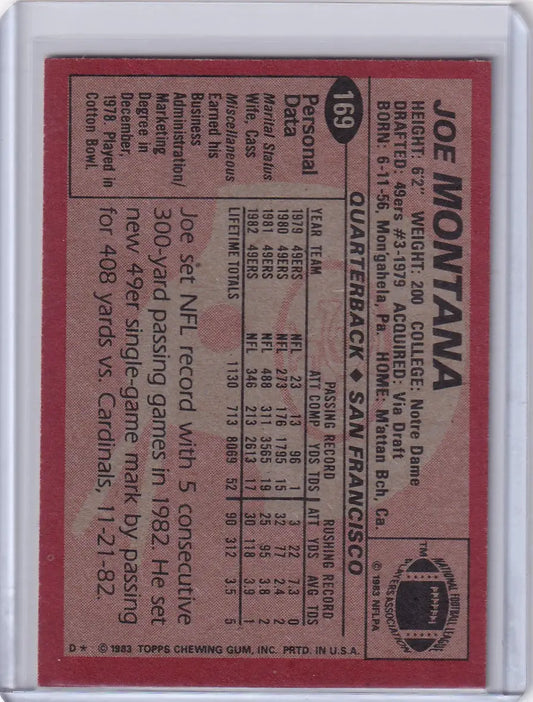 JOE MONTANA
HEIGHT: 6'2" WEIGHT: 200 COLLEGE: Notre Dame
DRAFTED: 49ers #3-1979 ACQUIRED: Via Draft
BORN: 6-11-56, Mon'gahela, Pa. HOME: M'attan Bch, Ca.
NATIONAL FOOTBALL LEAGUE
PLAYERS ASSOCIATION
TM
© 1983 NFLPA
169
QUARTERBACK ♦ SAN FRANCISCO
Personal
Data
Marital Status
Wife, Cass
Miscellaneous
Earned his
Business
Administration/
Marketing
Degree in
December,
1978. Played in
Cotton Bowl.
PASSING RECORD RUSHING RECORD
YEAR TEAM ATT COMP YDS TDS ATT YDS AVG TDS
1979 49ERS NFL 23 13 96 1 3 22 7.3 0
1980 49ERS NFL 273 176 1795 15 32 77 2.4 2
1981 49ERS NFL 488 311 3565 19 25 95 3.8 2
1982 49ERS NFL 346 213 2613 17 30 118 3.9 1
LIFETIME TOTALS 1130 713 8069 52 90 312 3.5 5
Joe set NFL record with 5 consecutive
300-yard passing games in 1982. He set
new 49er single-game mark by passing
for 408 yards vs. Cardinals, 11-21-82.
D* © 1983 TOPPS CHEWING GUM, INC. PRTD. IN U.S.A.